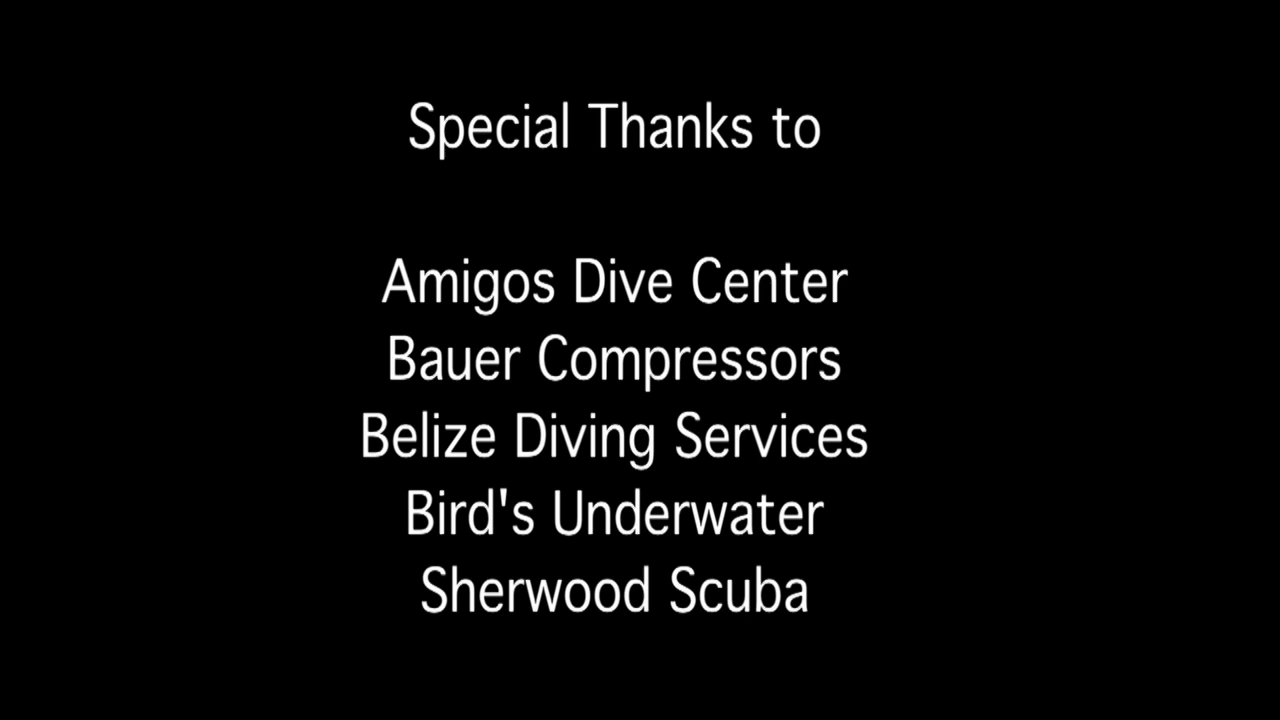 Special Thanks to
Amigos Dive Center
Bauer Compressors
Belize Diving Services
Bird's Underwater
Sherwood Scuba